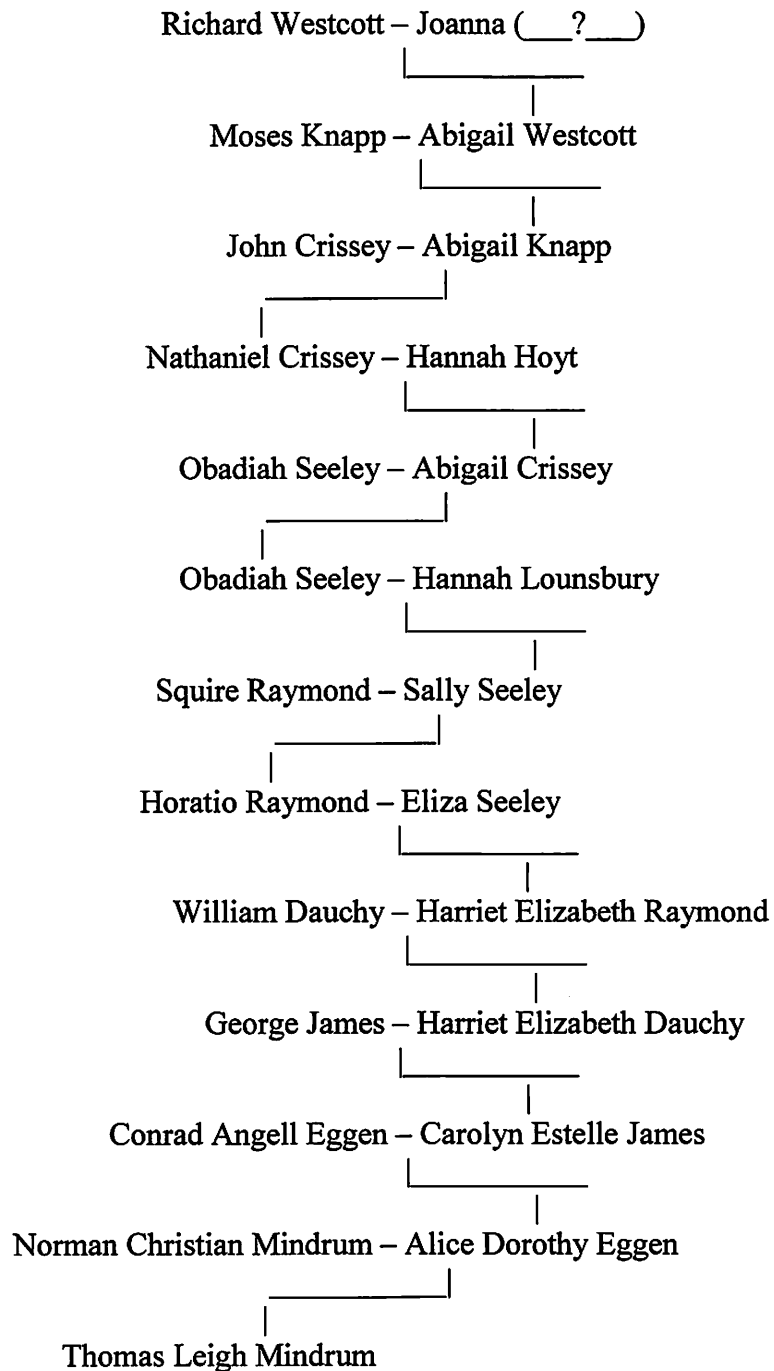 Richard Westcott – Joanna (___?___)
Moses Knapp – Abigail Westcott
John Crissey – Abigail Knapp
Nathaniel Crissey – Hannah Hoyt
Obadiah Seeley – Abigail Crissey
Obadiah Seeley – Hannah Lounsbury
Squire Raymond – Sally Seeley
Horatio Raymond – Eliza Seeley
William Dauchy – Harriet Elizabeth Raymond
George James – Harriet Elizabeth Dauchy
Conrad Angell Eggen – Carolyn Estelle James
Norman Christian Mindrum – Alice Dorothy Eggen
Thomas Leigh Mindrum